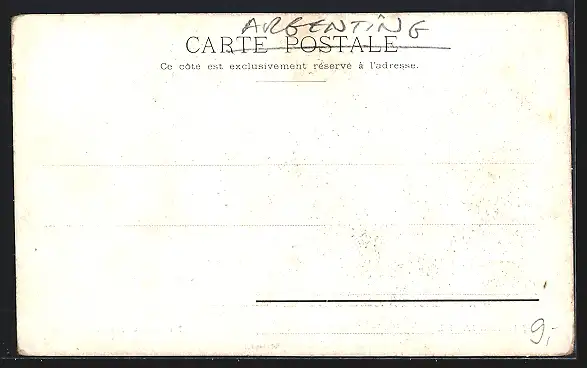 ARGENTINE
CARTE POSTALE
Ce côté est exclusivement réservé à l'adresse.
9,-